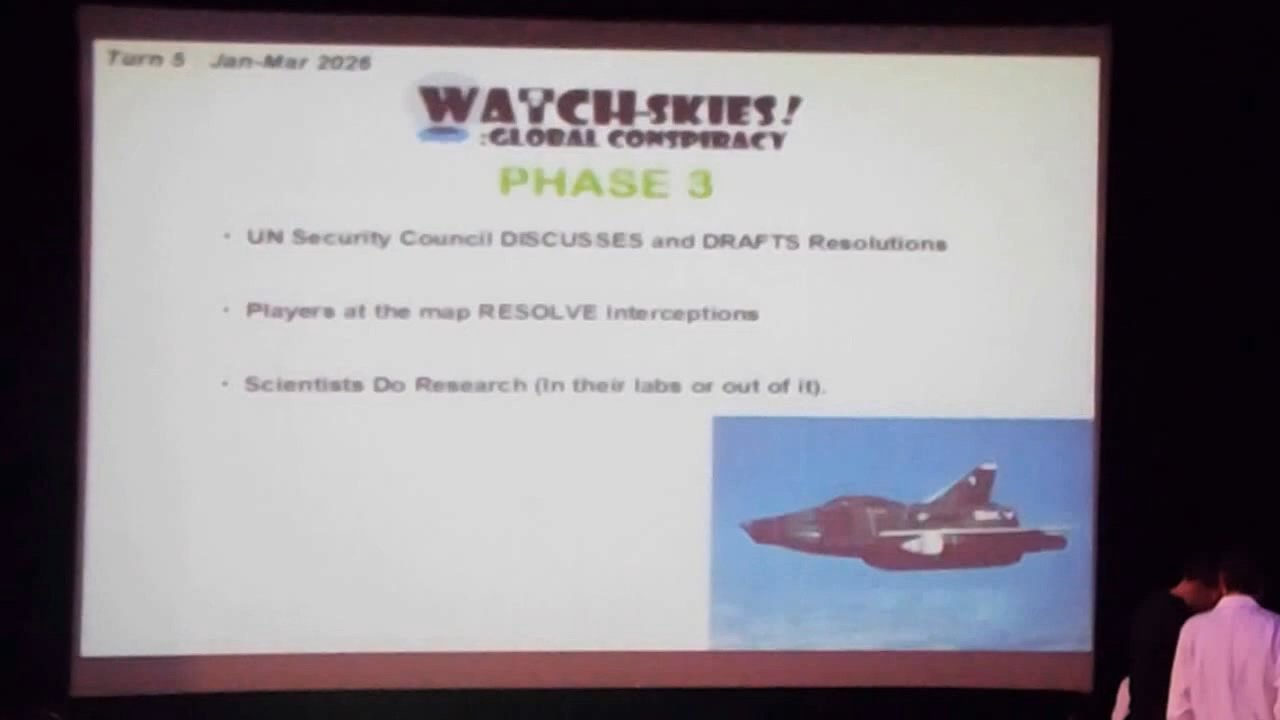 Turn 5 Jan-Mar 2026
WATCH-SKIES!
:GLOBAL CONSPIRACY
PHASE 3
• UN Security Council DISCUSSES and DRAFTS Resolutions
• Players at the map RESOLVE Interceptions
• Scientists Do Research (In their labs or out of it).